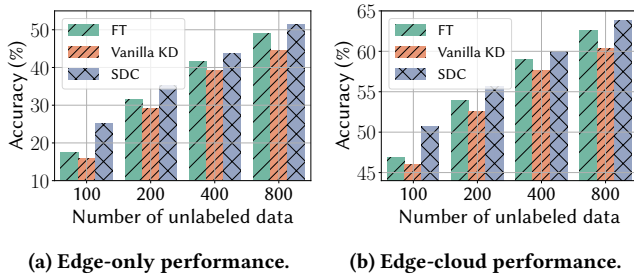 Accuracy (%)
50
40
30
20
10
FT
Vanilla KD
SDC
100 200 400 800
Number of unlabeled data
(a) Edge-only performance.
Accuracy (%)
65
60
55
50
45
FT
Vanilla KD
SDC
100 200 400 800
Number of unlabeled data
(b) Edge-cloud performance.